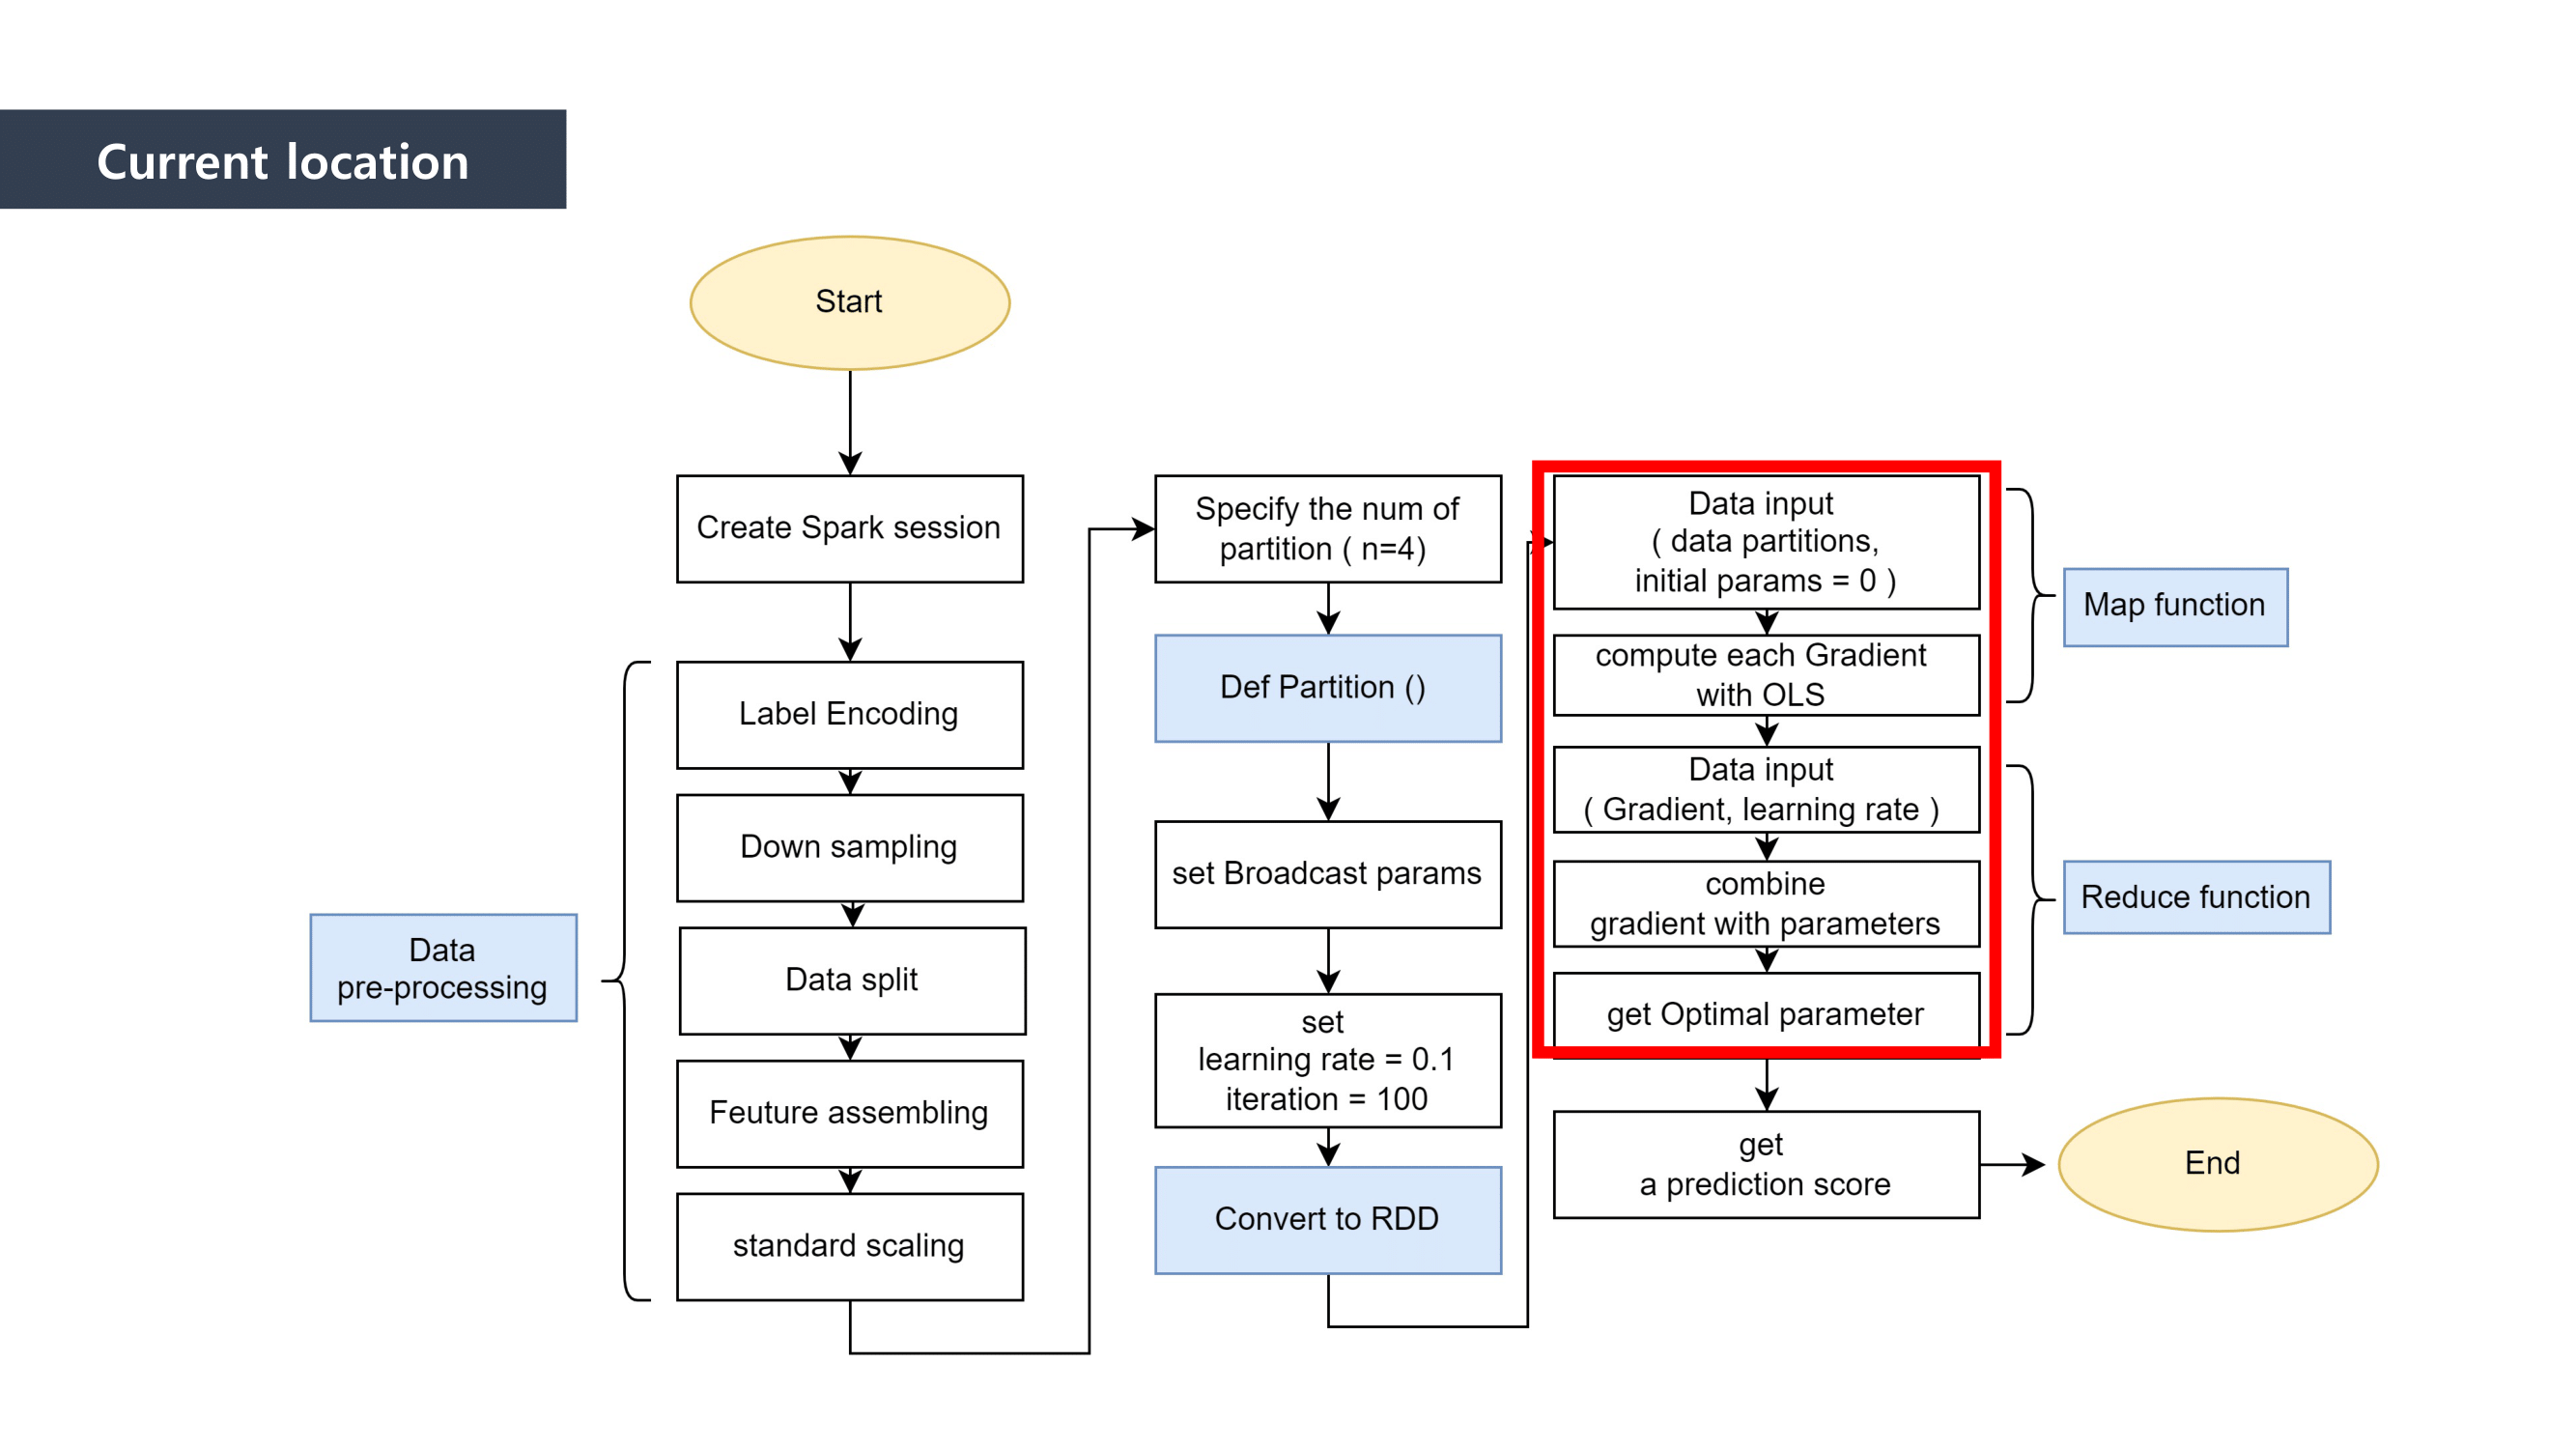 Current location
Start
Create Spark session
Label Encoding
Down sampling
Data split
Feuture assembling
standard scaling
Data
pre-processing
Specify the num of
partition ( n=4)
Def Partition ()
set Broadcast params
set
learning rate = 0.1
iteration = 100
Convert to RDD
Data input
( data partitions,
initial params = 0 )
compute each Gradient
with OLS
Data input
( Gradient, learning rate )
combine
gradient with parameters
get Optimal parameter
get
a prediction score
Map function
Reduce function
End